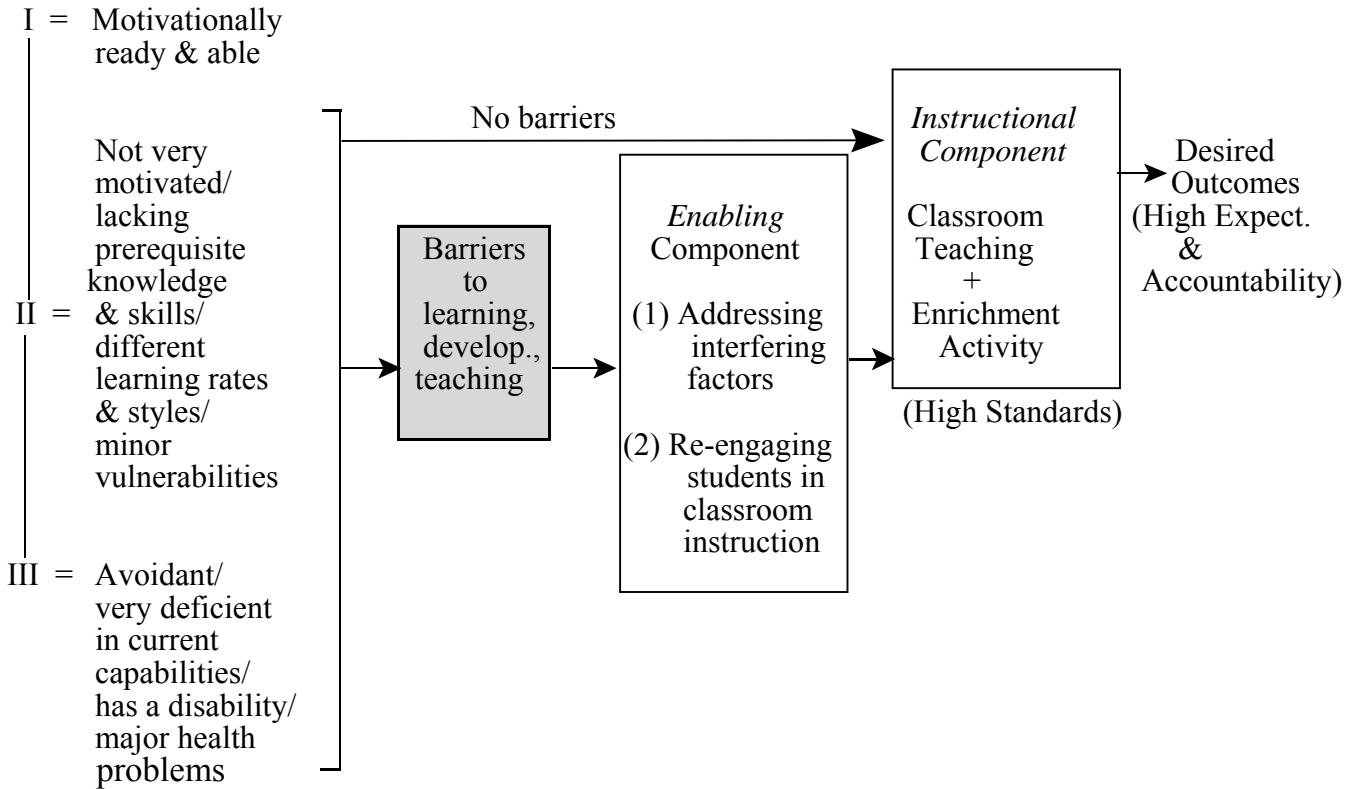 I = Motivationally
ready & able
Not very
motivated/
lacking
prerequisite
knowledge
II = & skills/
different
learning rates
& styles/
minor
vulnerabilities
III = Avoidant/
very deficient
in current
capabilities/
has a disability/
major health
problems
No barriers
Barriers
to
learning,
develop.,
teaching
Enabling
Component
(1) Addressing
interfering
factors
(2) Re-engaging
students in
classroom
instruction
Instructional
Component
Classroom
Teaching
+
Enrichment
Activity
(High Standards)
Desired
Outcomes
(High Expect.
&
Accountability)